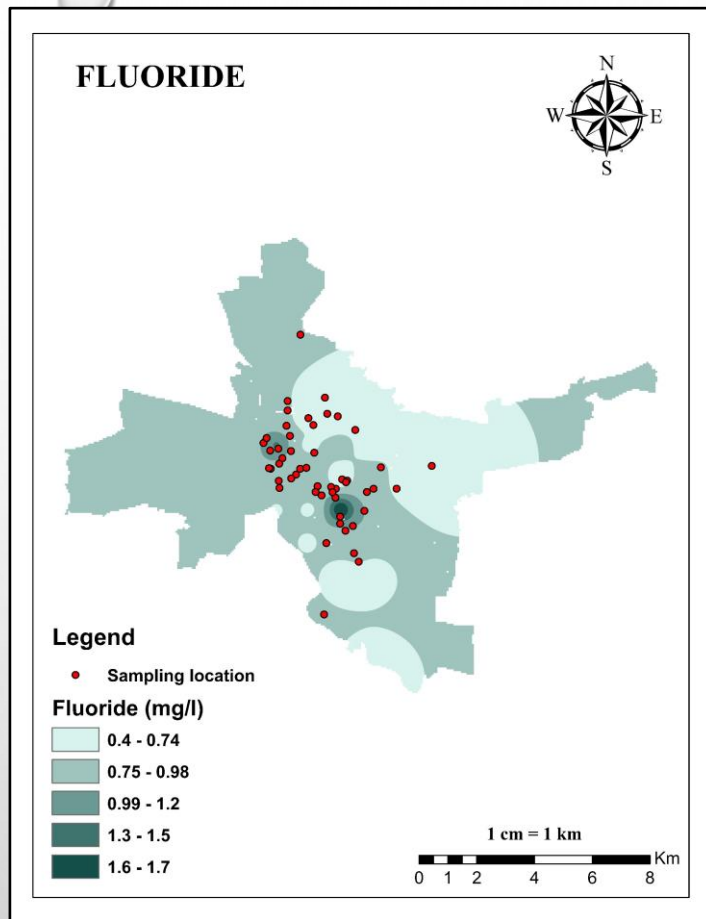 FLUORIDE
N
W E
S
Legend
Sampling location
Fluoride (mg/l)
0.4 - 0.74
0.75 - 0.98
0.99 - 1.2
1.3 - 1.5
1.6 - 1.7
1 cm = 1 km
Km
0 1 2 4 6 8